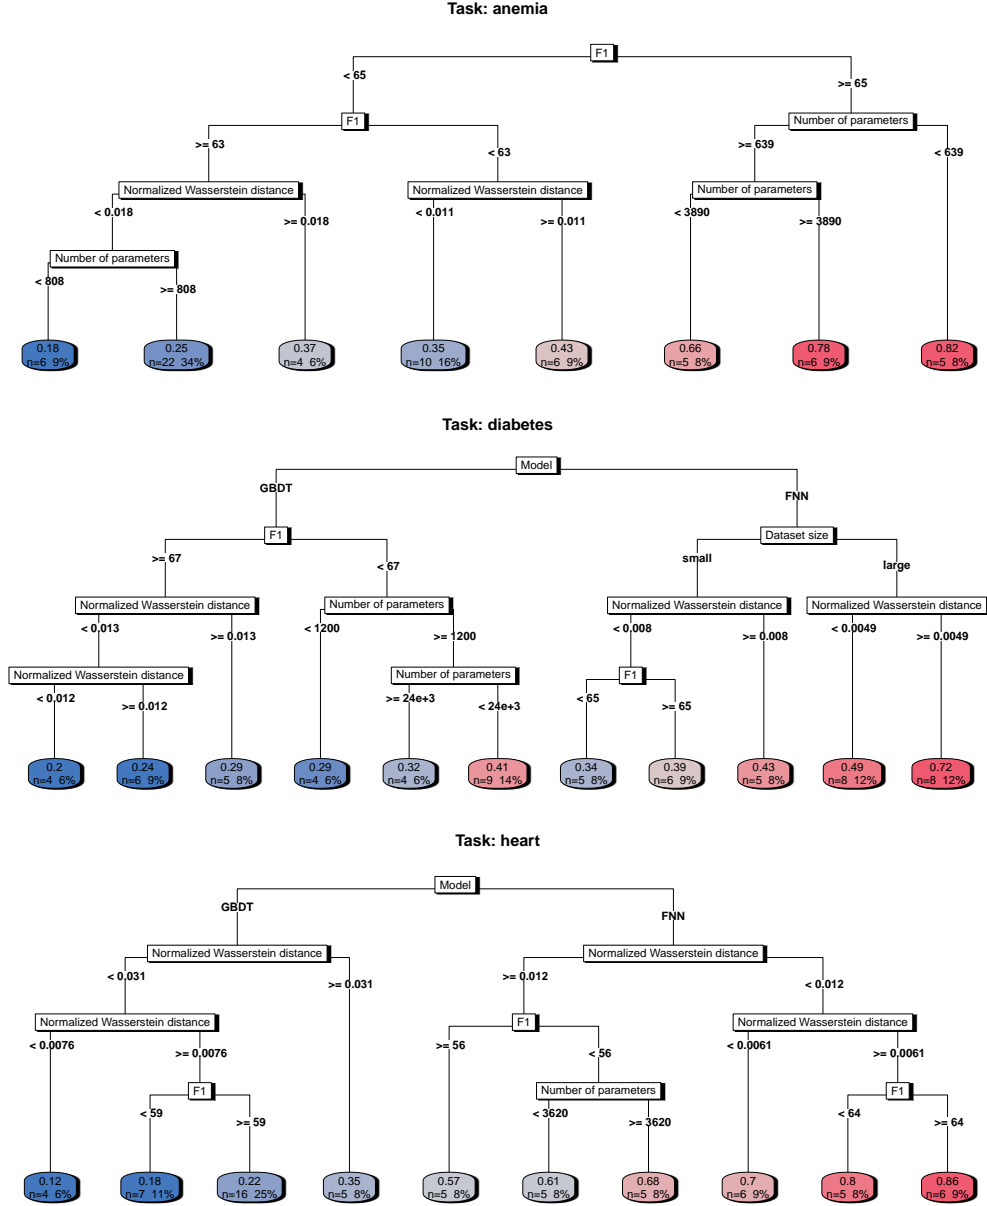 Task: anemia
F1
< 65
>= 65
F1
Number of parameters
>= 63
< 63
>= 639
< 639
Normalized Wasserstein distance
Normalized Wasserstein distance
Number of parameters
< 0.018
>= 0.018
< 0.011
>= 0.011
< 3890
>= 3890
Number of parameters
< 808
>= 808
0.18
n=6 9%
0.25
n=22 34%
0.37
n=4 6%
0.35
n=10 16%
0.43
n=6 9%
0.66
n=5 8%
0.78
n=6 9%
0.82
n=5 8%
Task: diabetes
Model
GBDT
FNN
F1
Dataset size
>= 67
< 67
small
large
Normalized Wasserstein distance
Number of parameters
Normalized Wasserstein distance
Normalized Wasserstein distance
< 0.013
>= 0.013
< 1200
>= 1200
< 0.008
>= 0.008
< 0.0049
>= 0.0049
Normalized Wasserstein distance
Number of parameters
F1
< 0.012
>= 0.012
>= 24e+3
< 24e+3
< 65
>= 65
0.2
n=4 6%
0.24
n=6 9%
0.29
n=5 8%
0.29
n=4 6%
0.32
n=4 6%
0.41
n=9 14%
0.34
n=5 8%
0.39
n=6 9%
0.43
n=5 8%
0.49
n=8 12%
0.72
n=8 12%
Task: heart
Model
GBDT
FNN
Normalized Wasserstein distance
Normalized Wasserstein distance
< 0.031
>= 0.031
>= 0.012
< 0.012
Normalized Wasserstein distance
F1
Normalized Wasserstein distance
< 0.0076
>= 0.0076
>= 56
< 56
< 0.0061
>= 0.0061
F1
Number of parameters
F1
< 59
>= 59
< 3620
>= 3620
< 64
>= 64
0.12
n=4 6%
0.18
n=7 11%
0.22
n=16 25%
0.35
n=5 8%
0.57
n=5 8%
0.61
n=5 8%
0.68
n=5 8%
0.7
n=6 9%
0.8
n=5 8%
0.86
n=6 9%